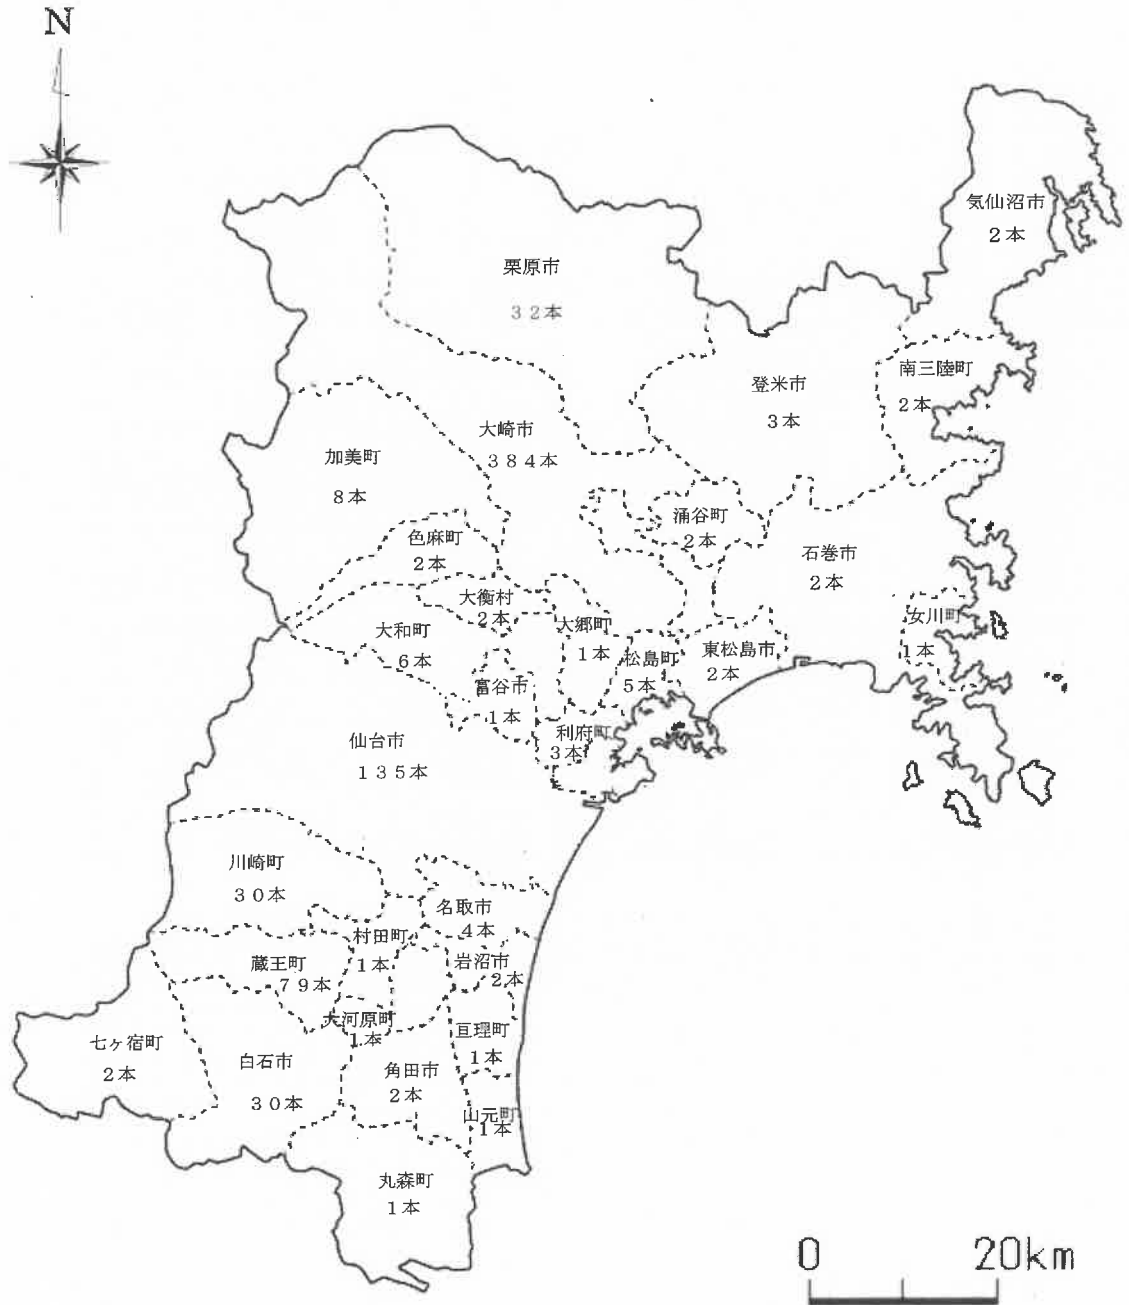 N
気仙沼市
2本
栗原市
32本
登米市
3本
南三陸町
2本
大崎市
384本
加美町
8本
涌谷町
2本
色麻町
2本
石巻市
2本
大衡村
2本
女川町
1本
大和町
6本
大郷町
1本
松島町
5本
東松島市
2本
富谷市
1本
利府町
3本
仙台市
135本
川崎町
30本
名取市
4本
村田町
1本
蔵王町
79本
岩沼市
2本
大河原町
1本
亘理町
1本
七ヶ宿町
2本
白石市
30本
角田市
2本
山元町
1本
丸森町
1本
0 20km